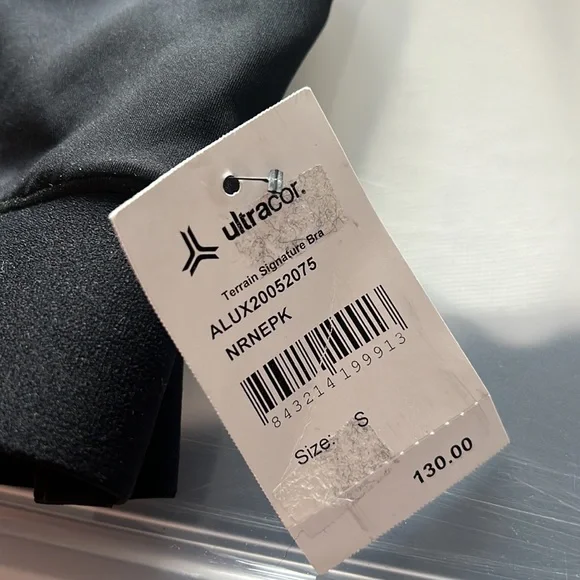 ultracor.
Terrain Signature Bra
ALUX20052075
NRNEPK
843214199913
Size: S
130.00